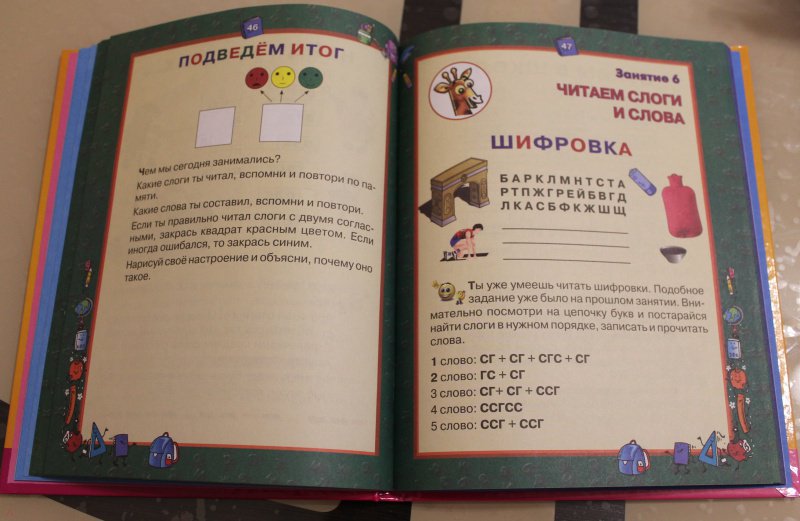 46
ПОДВЕДЁМ ИТОГ
Чем мы сегодня занимались?
Какие слоги ты читал, вспомни и повтори по па-
мяти.
Какие слова ты составил, вспомни и повтори.
Если ты правильно читал слоги с двумя соглас-
ными, закрась квадрат красным цветом. Если
иногда ошибался, то закрась синим.
Нарисуй своё настроение и объясни, почему оно
такое.
47
Занятие 6
ЧИТАЕМ СЛОГИ
И СЛОВА
ШИФРОВКА
БАРКЛМНТСТА
РТПЖГРЕЙБВГД
ЛКАСБФКЖШЩ
Ты уже умеешь читать шифровки. Подобное
задание уже было на прошлом занятии. Вни-
мательно посмотри на цепочку букв и постарайся
найти слоги в нужном порядке, записать и прочитать
слова.
1 слово: СГ + СГ + СГС + СГ
2 слово: ГС + СГ
3 слово: СГ+ СГ + ССГ
4 слово: ССГСС
5 слово: ССГ + ССГ